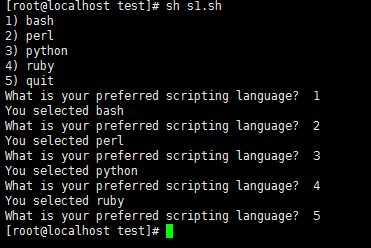 [root@localhost test]# sh s1.sh
1) bash
2) perl
3) python
4) ruby
5) quit
What is your preferred scripting language?  1
You selected bash
What is your preferred scripting language?  2
You selected perl
What is your preferred scripting language?  3
You selected python
What is your preferred scripting language?  4
You selected ruby
What is your preferred scripting language?  5
[root@localhost test]#